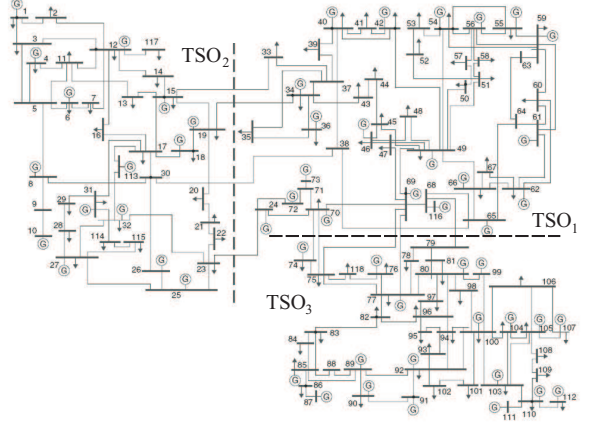 G G G G
1 2 40 41 42 53 54 56 55 59
3 G 12 G 117 TSO₂ 33 39 G
4 11 52 57 58 63
14 37 44 51
G 15 34 G 43 50 60
5 6 7 13 G 36 45 48 64 61
G 16 17 19 35 G 38 46 47 49 G
18 G G G 67
8 113 30 73 69 68 66 62
G 31 G 71 G
9 29 20 24 72 70 116 65
10 28 32 21 G G TSO₁
G 114 115 22 79
27 26 23 74 118 76 78 81 99
G G 25 75 80 G 106
TSO₃ 77 97 98
82 96 G 104 105 107
84 83 95 94 100 G
85 88 89 93 92 108
86 G 109
87 G 90 91 102 101 103 112
G G 111 110 G